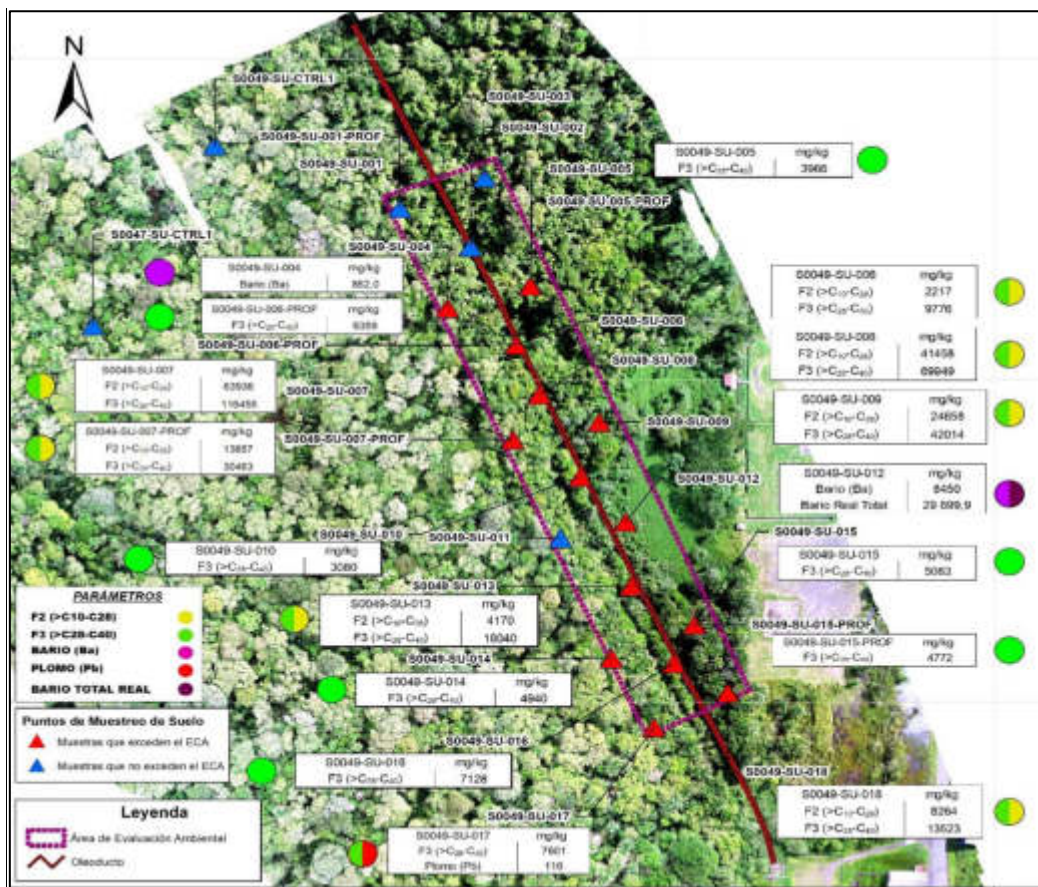 N
S0049-SU-CTRL1
S0049-SU-003
S0049-SU-002
S0049-SU-001-PROF
S0049-SU-001
S0049-SU-005
S0049-SU-005 mg/kg
F3 (>C28-C40) 3966
S0049-SU-005-PROF
S0047-SU-CTRL1
S0049-SU-004
S0049-SU-004 mg/kg
Bario (Ba) 882,0
S0049-SU-006-PROF mg/kg
F3 (>C28-C40)
S0049-SU-006-PROF
S0049-SU-006
S0049-SU-006 mg/kg
F2 (>C10-C28) 2217
F3 (>C28-C40) 9776
S0049-SU-008
S0049-SU-008 mg/kg
F2 (>C10-C28) 41458
F3 (>C28-C40) 69949
S0049-SU-007 mg/kg
F2 (>C10-C28)
F3 (>C28-C40)
S0049-SU-007
S0049-SU-009 mg/kg
F2 (>C10-C28) 24658
F3 (>C28-C40) 42014
S0049-SU-009
S0049-SU-007-PROF mg/kg
F2 (>C10-C28)
F3 (>C28-C40)
S0049-SU-007-PROF
S0049-SU-012
S0049-SU-012 mg/kg
Bario (Ba) 8450
Bario Real Total 29 699,9
S0049-SU-010
S0049-SU-011
S0049-SU-010 mg/kg
F3 (>C28-C40) 3080
S0049-SU-015
S0049-SU-015 mg/kg
F3 (>C28-C40) 5083
S0049-SU-013
S0049-SU-013 mg/kg
F2 (>C10-C28) 4170
F3 (>C28-C40)
S0049-SU-015-PROF
S0049-SU-015-PROF mg/kg
F3 (>C28-C40) 4772
S0049-SU-014
S0049-SU-014 mg/kg
F3 (>C28-C40) 4940
PARÁMETROS
F2 (>C10-C28)
F3 (>C28-C40)
BARIO (Ba)
PLOMO (Pb)
BARIO TOTAL REAL
Puntos de Muestreo de Suelo
Muestras que exceden el ECA
Muestras que no exceden el ECA
S0049-SU-016
S0049-SU-016 mg/kg
F3 (>C28-C40) 7128
S0049-SU-018
S0049-SU-018 mg/kg
F2 (>C10-C28) 8264
F3 (>C28-C40) 13523
S0049-SU-017
S0049-SU-017 mg/kg
F3 (>C28-C40) 7601
Plomo (Pb) 116
Leyenda
Área de Evaluación Ambiental
Oleoducto